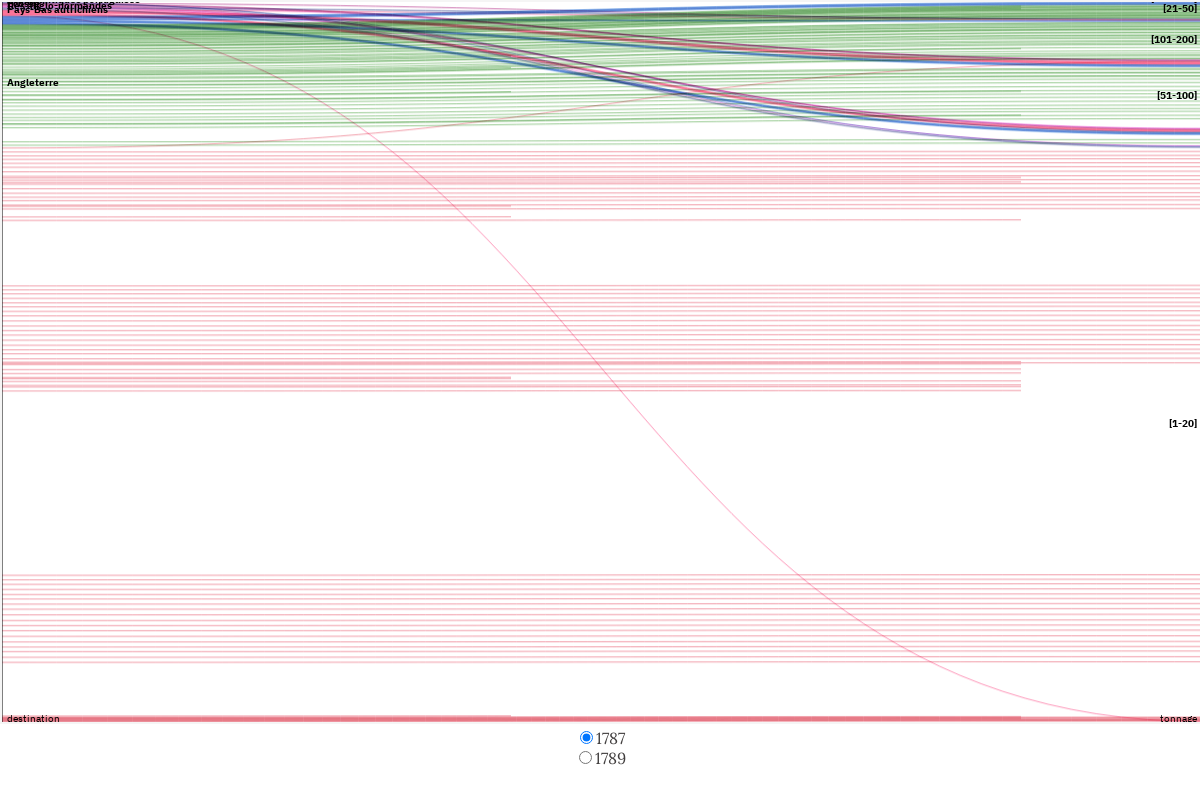 Pays-Bas autrichiens
[21-50]
[101-200]
Angleterre
[51-100]
[1-20]
destination
tonnage
1787
1789